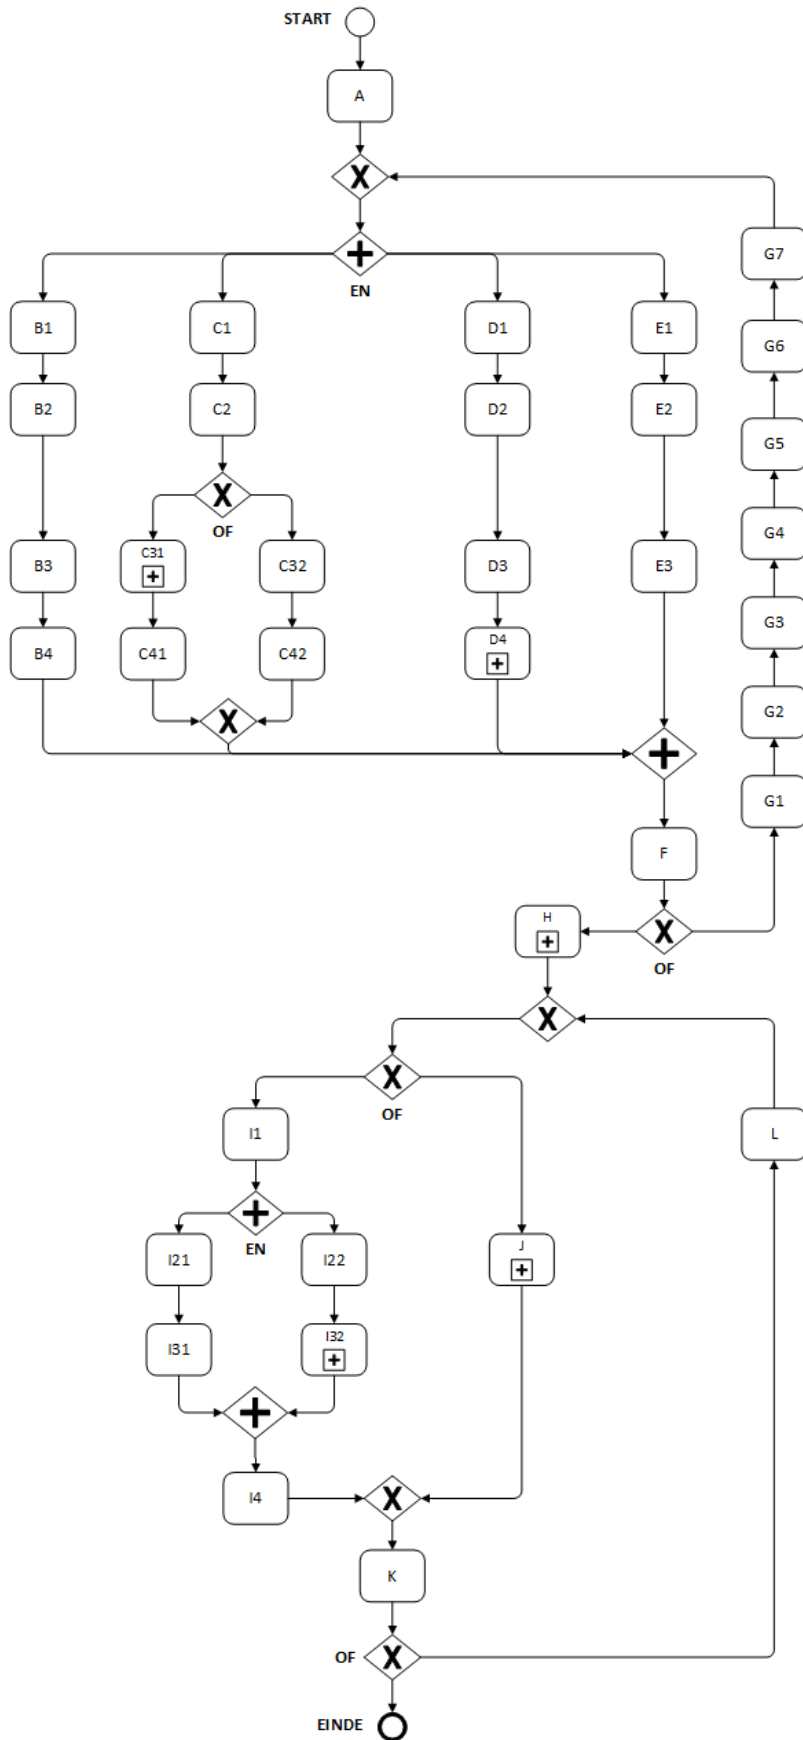 START
A
EN
G7
B1
C1
D1
E1
G6
B2
C2
D2
E2
G5
OF
G4
C31
B3
C32
D3
E3
G3
D4
B4
C41
C42
G2
G1
F
H
OF
OF
I1
L
EN
I21
I22
J
I31
I32
I4
K
OF
EINDE